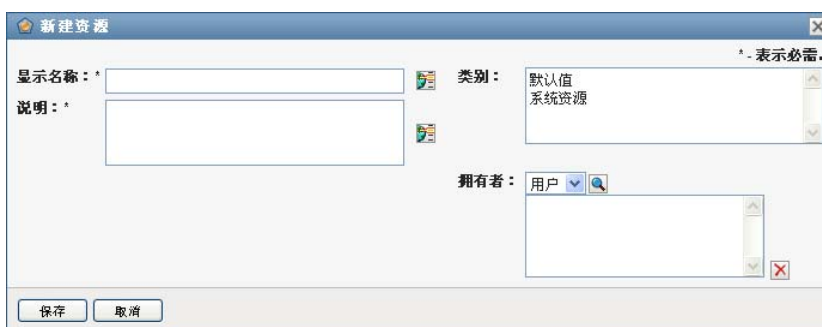 新建资源
*- 表示必需.
显示名称：*
说明：*
类别：
默认值
系统资源
拥有者：
用户
保存
取消